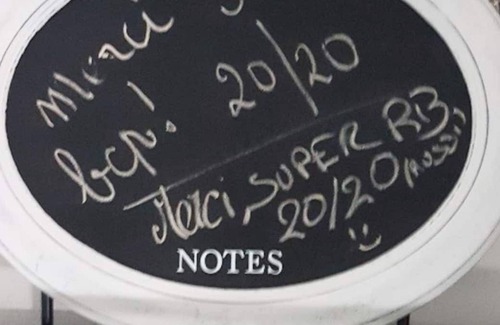 Merci
bcp! 20/20
Merci, SUPER RB
20/20 (AUSSI)
NOTES